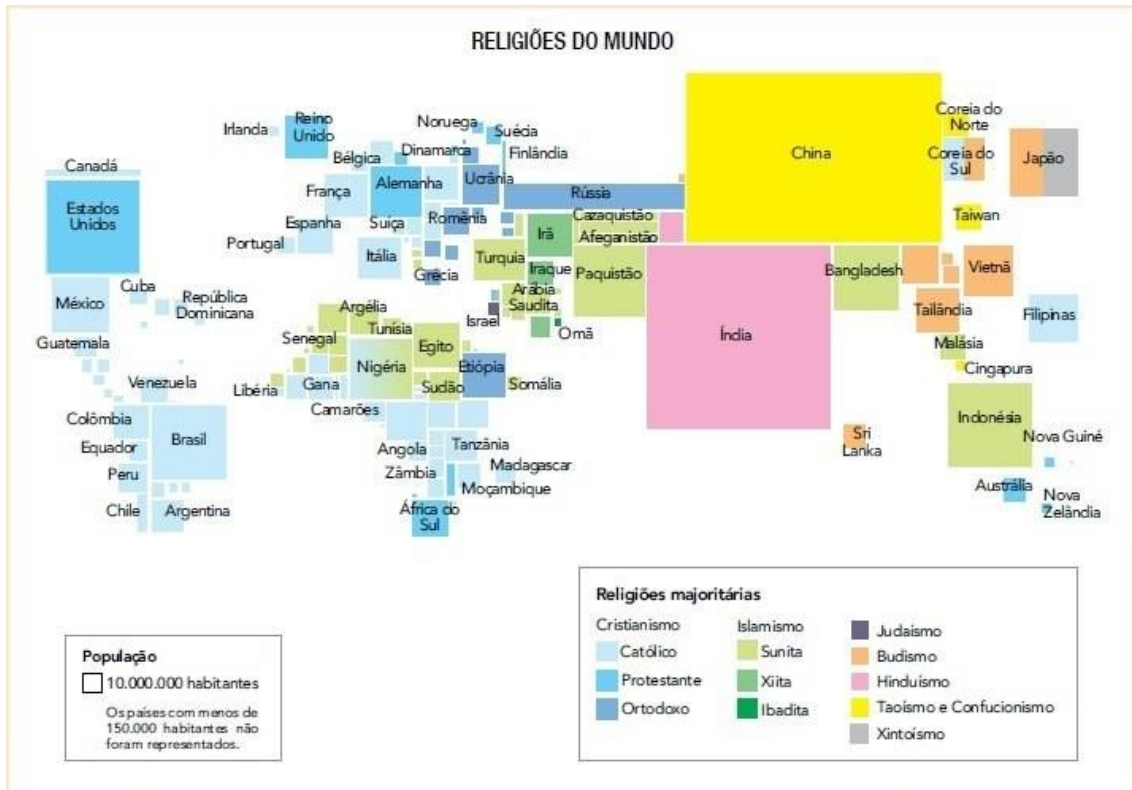 RELIGIÕES DO MUNDO
Canadá
Estados
Unidos
México
Cuba
República
Dominicana
Guatemala
Venezuela
Colômbia
Equador
Brasil
Peru
Chile
Argentina
Irlanda
Reino
Unido
Noruega
Suécia
Dinamarca
Finlândia
Bélgica
França
Alemanha
Ucrânia
Rússia
Espanha
Suiça
Romênia
Portugal
Itália
Grécia
Turquia
Cazaquistão
Irã
Afeganistão
Iraque
Paquistão
Arábia
Saudita
Israel
Omã
Argélia
Tunísia
Senegal
Egito
Nigéria
Etiópia
Libéria
Gana
Sudão
Somália
Camarões
Angola
Tanzânia
Zâmbia
Madagascar
Moçambique
África do
Sul
China
Coreia do
Norte
Coreia do
Sul
Japão
Taiwan
Bangladesh
Vietnã
Índia
Tailândia
Filipinas
Malásia
Cingapura
Indonésia
Sri
Lanka
Nova Guiné
Austrália
Nova
Zelândia
População
10.000.000 habitantes
Os países com menos de
150.000 habitantes não
foram representados.
Religiões majoritárias
Cristianismo
Católico
Protestante
Ortodoxo
Islamismo
Sunita
Xiita
Ibadita
Judaísmo
Budismo
Hinduísmo
Taoísmo e Confucionismo
Xintoísmo